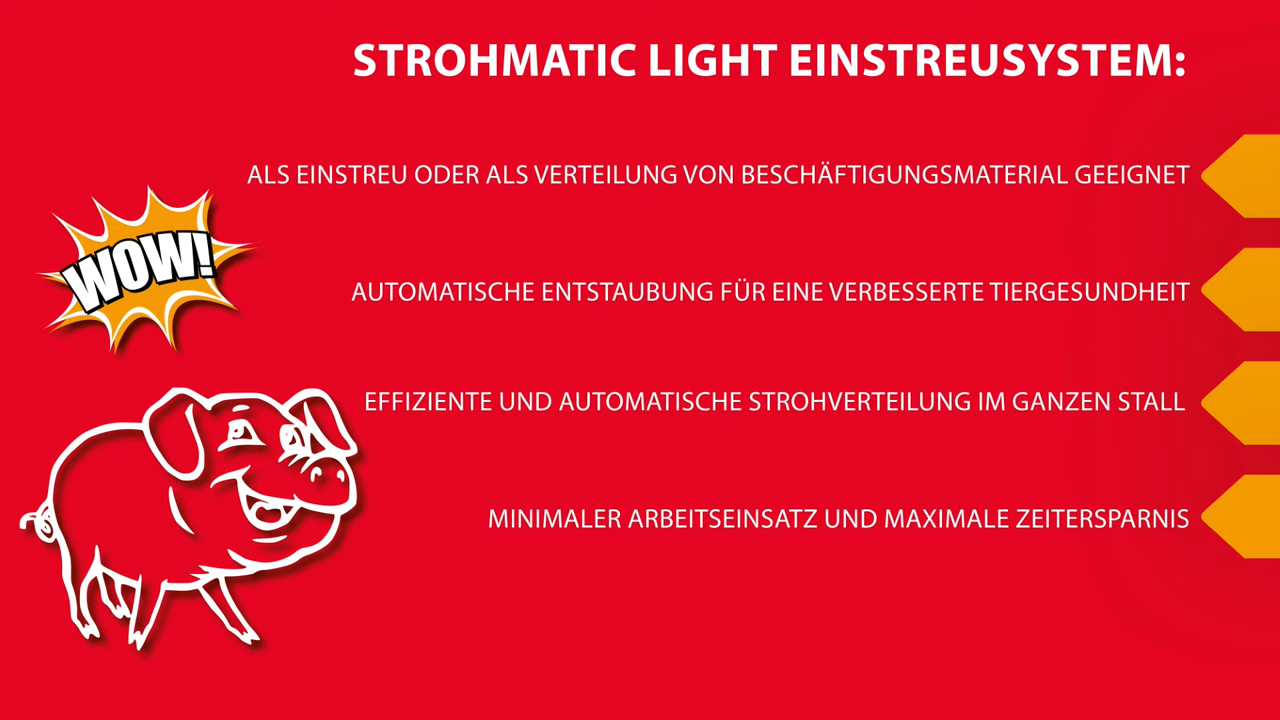 STROHMATIC LIGHT EINSTREUSYSTEM:
ALS EINSTREU ODER ALS VERTEILUNG VON BESCHÄFTIGUNGSMATERIAL GEEIGNET
WOW!
AUTOMATISCHE ENTSTAUBUNG FÜR EINE VERBESSERTE TIERGESUNDHEIT
EFFIZIENTE UND AUTOMATISCHE STROHVERTEILUNG IM GANZEN STALL
MINIMALER ARBEITSEINSATZ UND MAXIMALE ZEITERSPARNIS